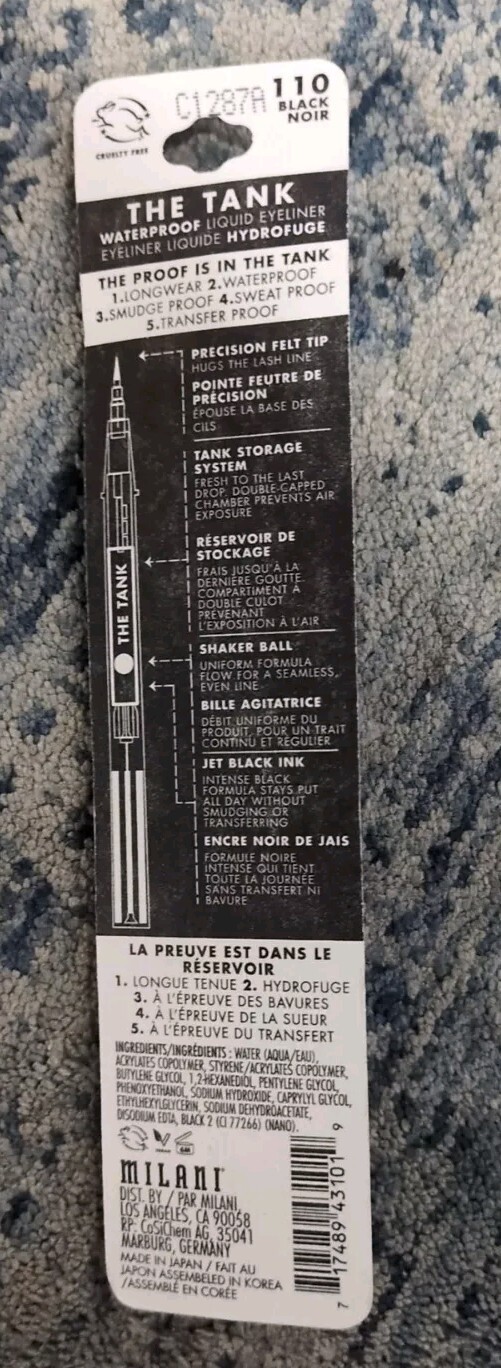 C1287A
110
BLACK
NOIR
CRUELTY FREE
THE TANK
WATERPROOF LIQUID EYELINER
EYELINER LIQUIDE HYDROFUGE
THE PROOF IS IN THE TANK
1.LONGWEAR 2.WATERPROOF
3.SMUDGE PROOF 4.SWEAT PROOF
5.TRANSFER PROOF
PRECISION FELT TIP
HUGS THE LASH LINE
POINTE FEUTRE DE
PRÉCISION
ÉPOUSE LA BASE DES
CILS
TANK STORAGE
SYSTEM
FRESH TO THE LAST
DROP, DOUBLE-CAPPED
CHAMBER PREVENTS AIR
EXPOSURE
RÉSERVOIR DE
STOCKAGE
FRAIS JUSQU'À LA
DERNIÈRE GOUTTE
COMPARTIMENT À
DOUBLE CULOT
PRÉVENANT
L'EXPOSITION À L'AIR
THE TANK
SHAKER BALL
UNIFORM FORMULA
FLOW FOR A SEAMLESS,
EVEN LINE
BILLE AGITATRICE
DÉBIT UNIFORME DU
PRODUIT, POUR UN TRAIT
CONTINU ET RÉGULIER
JET BLACK INK
INTENSE BLACK
FORMULA STAYS PUT
ALL DAY WITHOUT
SMUDGING OR
TRANSFERRING
ENCRE NOIR DE JAIS
FORMULE NOIRE
INTENSE QUI TIENT
TOUTE LA JOURNÉE
SANS TRANSFERT NI
BAVURE
LA PREUVE EST DANS LE
RÉSERVOIR
1. LONGUE TENUE 2. HYDROFUGE
3. À L'ÉPREUVE DES BAVURES
4. À L'ÉPREUVE DE LA SUEUR
5. À L'ÉPREUVE DU TRANSFERT
INGREDIENTS/INGRÉDIENTS : WATER (AQUA/EAU),
ACRYLATES COPOLYMER, STYRENE/ACRYLATES COPOLYMER,
BUTYLENE GLYCOL, 1,2-HEXANEDIOL, PENTYLENE GLYCOL,
PHENOXYETHANOL, SODIUM HYDROXIDE, CAPRYLYL GLYCOL,
ETHYLHEXYLGLYCERIN, SODIUM DEHYDROACETATE,
DISODIUM EDTA, BLACK 2 (CI 77266) (NANO).
6M
MILANI
DIST. BY / PAR MILANI
LOS ANGELES, CA 90058
RP: CoSiChem AG, 35041
MARBURG, GERMANY
MADE IN JAPAN / FAIT AU
JAPON ASSEMBELED IN KOREA
/ASSEMBLÉ EN CORÉE
7 17489 43101 9